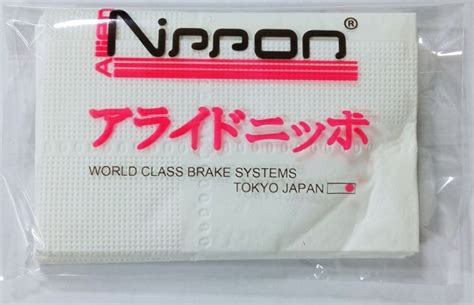 Allied Nippon®
アライドニッポ
WORLD CLASS BRAKE SYSTEMS
TOKYO JAPAN